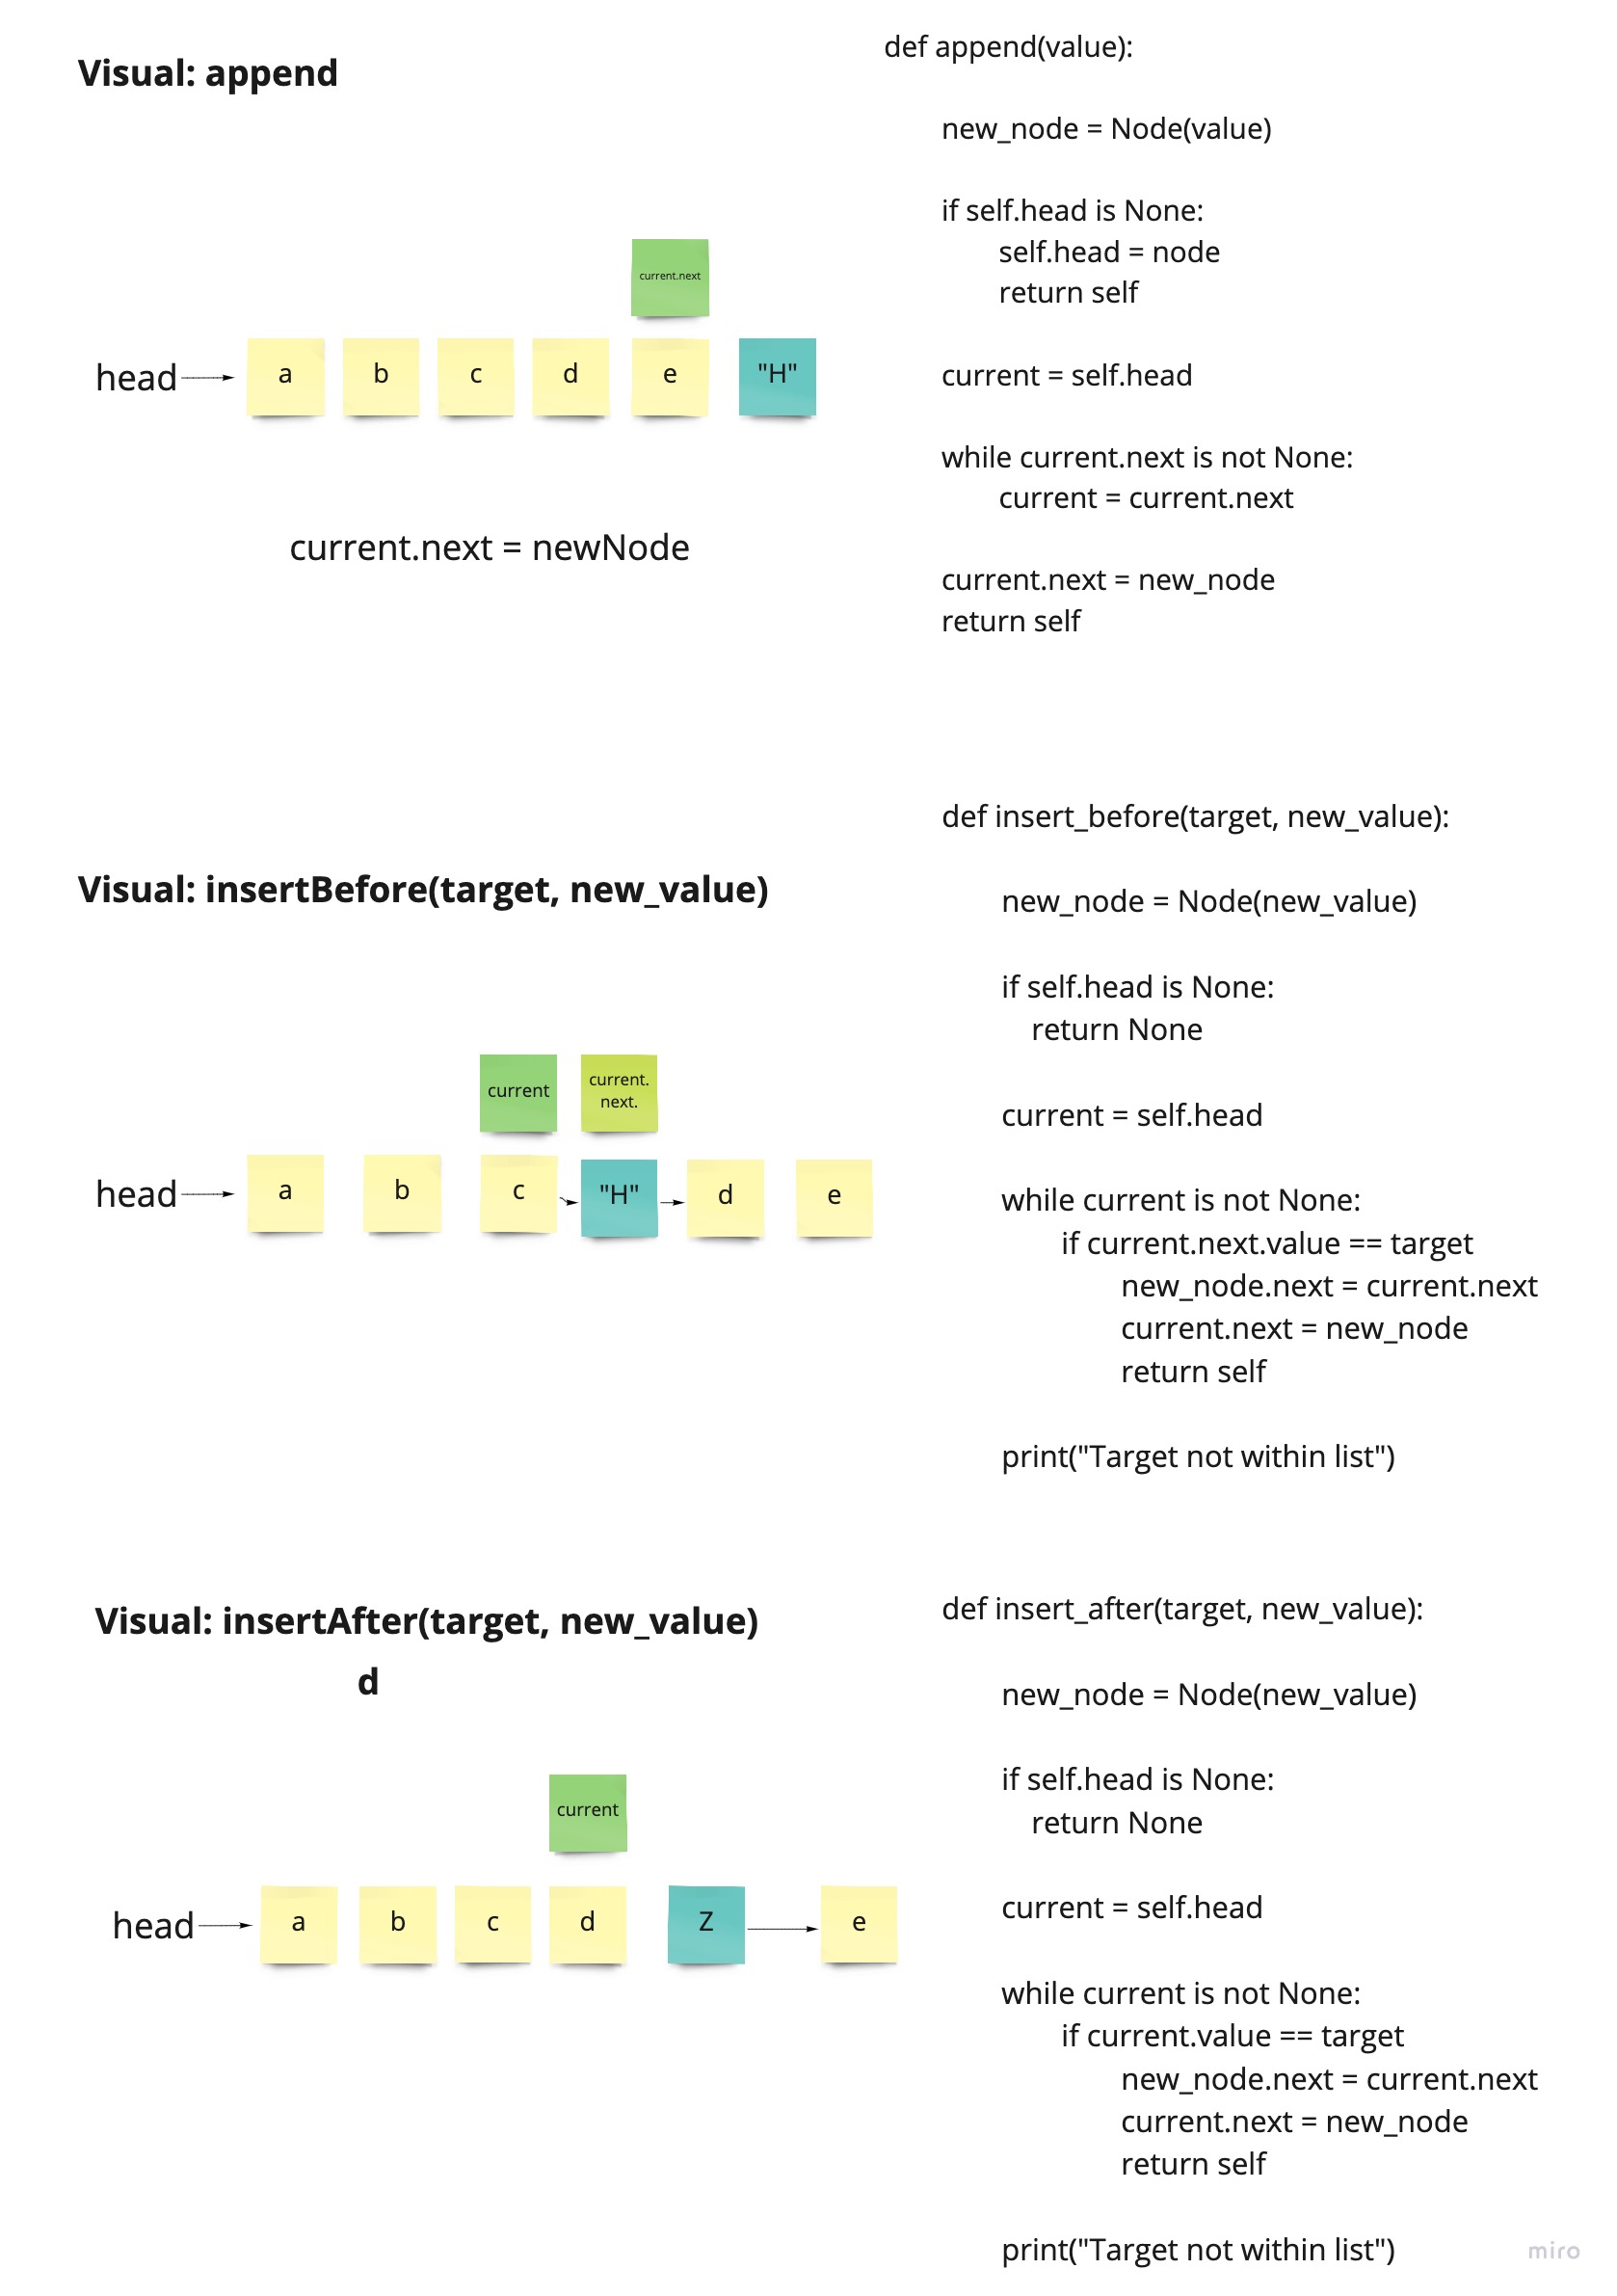 Visual: append
current.next
head
a
b
c
d
e
"H"
current.next = newNode
def append(value):
new_node = Node(value)
if self.head is None:
self.head = node
return self
current = self.head
while current.next is not None:
current = current.next
current.next = new_node
return self
Visual: insertBefore(target, new_value)
current
current.
next.
head
a
b
c
"H"
d
e
def insert_before(target, new_value):
new_node = Node(new_value)
if self.head is None:
return None
current = self.head
while current is not None:
if current.next.value == target
new_node.next = current.next
current.next = new_node
return self
print("Target not within list")
Visual: insertAfter(target, new_value)
d
current
head
a
b
c
d
Z
e
def insert_after(target, new_value):
new_node = Node(new_value)
if self.head is None:
return None
current = self.head
while current is not None:
if current.value == target
new_node.next = current.next
current.next = new_node
return self
print("Target not within list")
miro